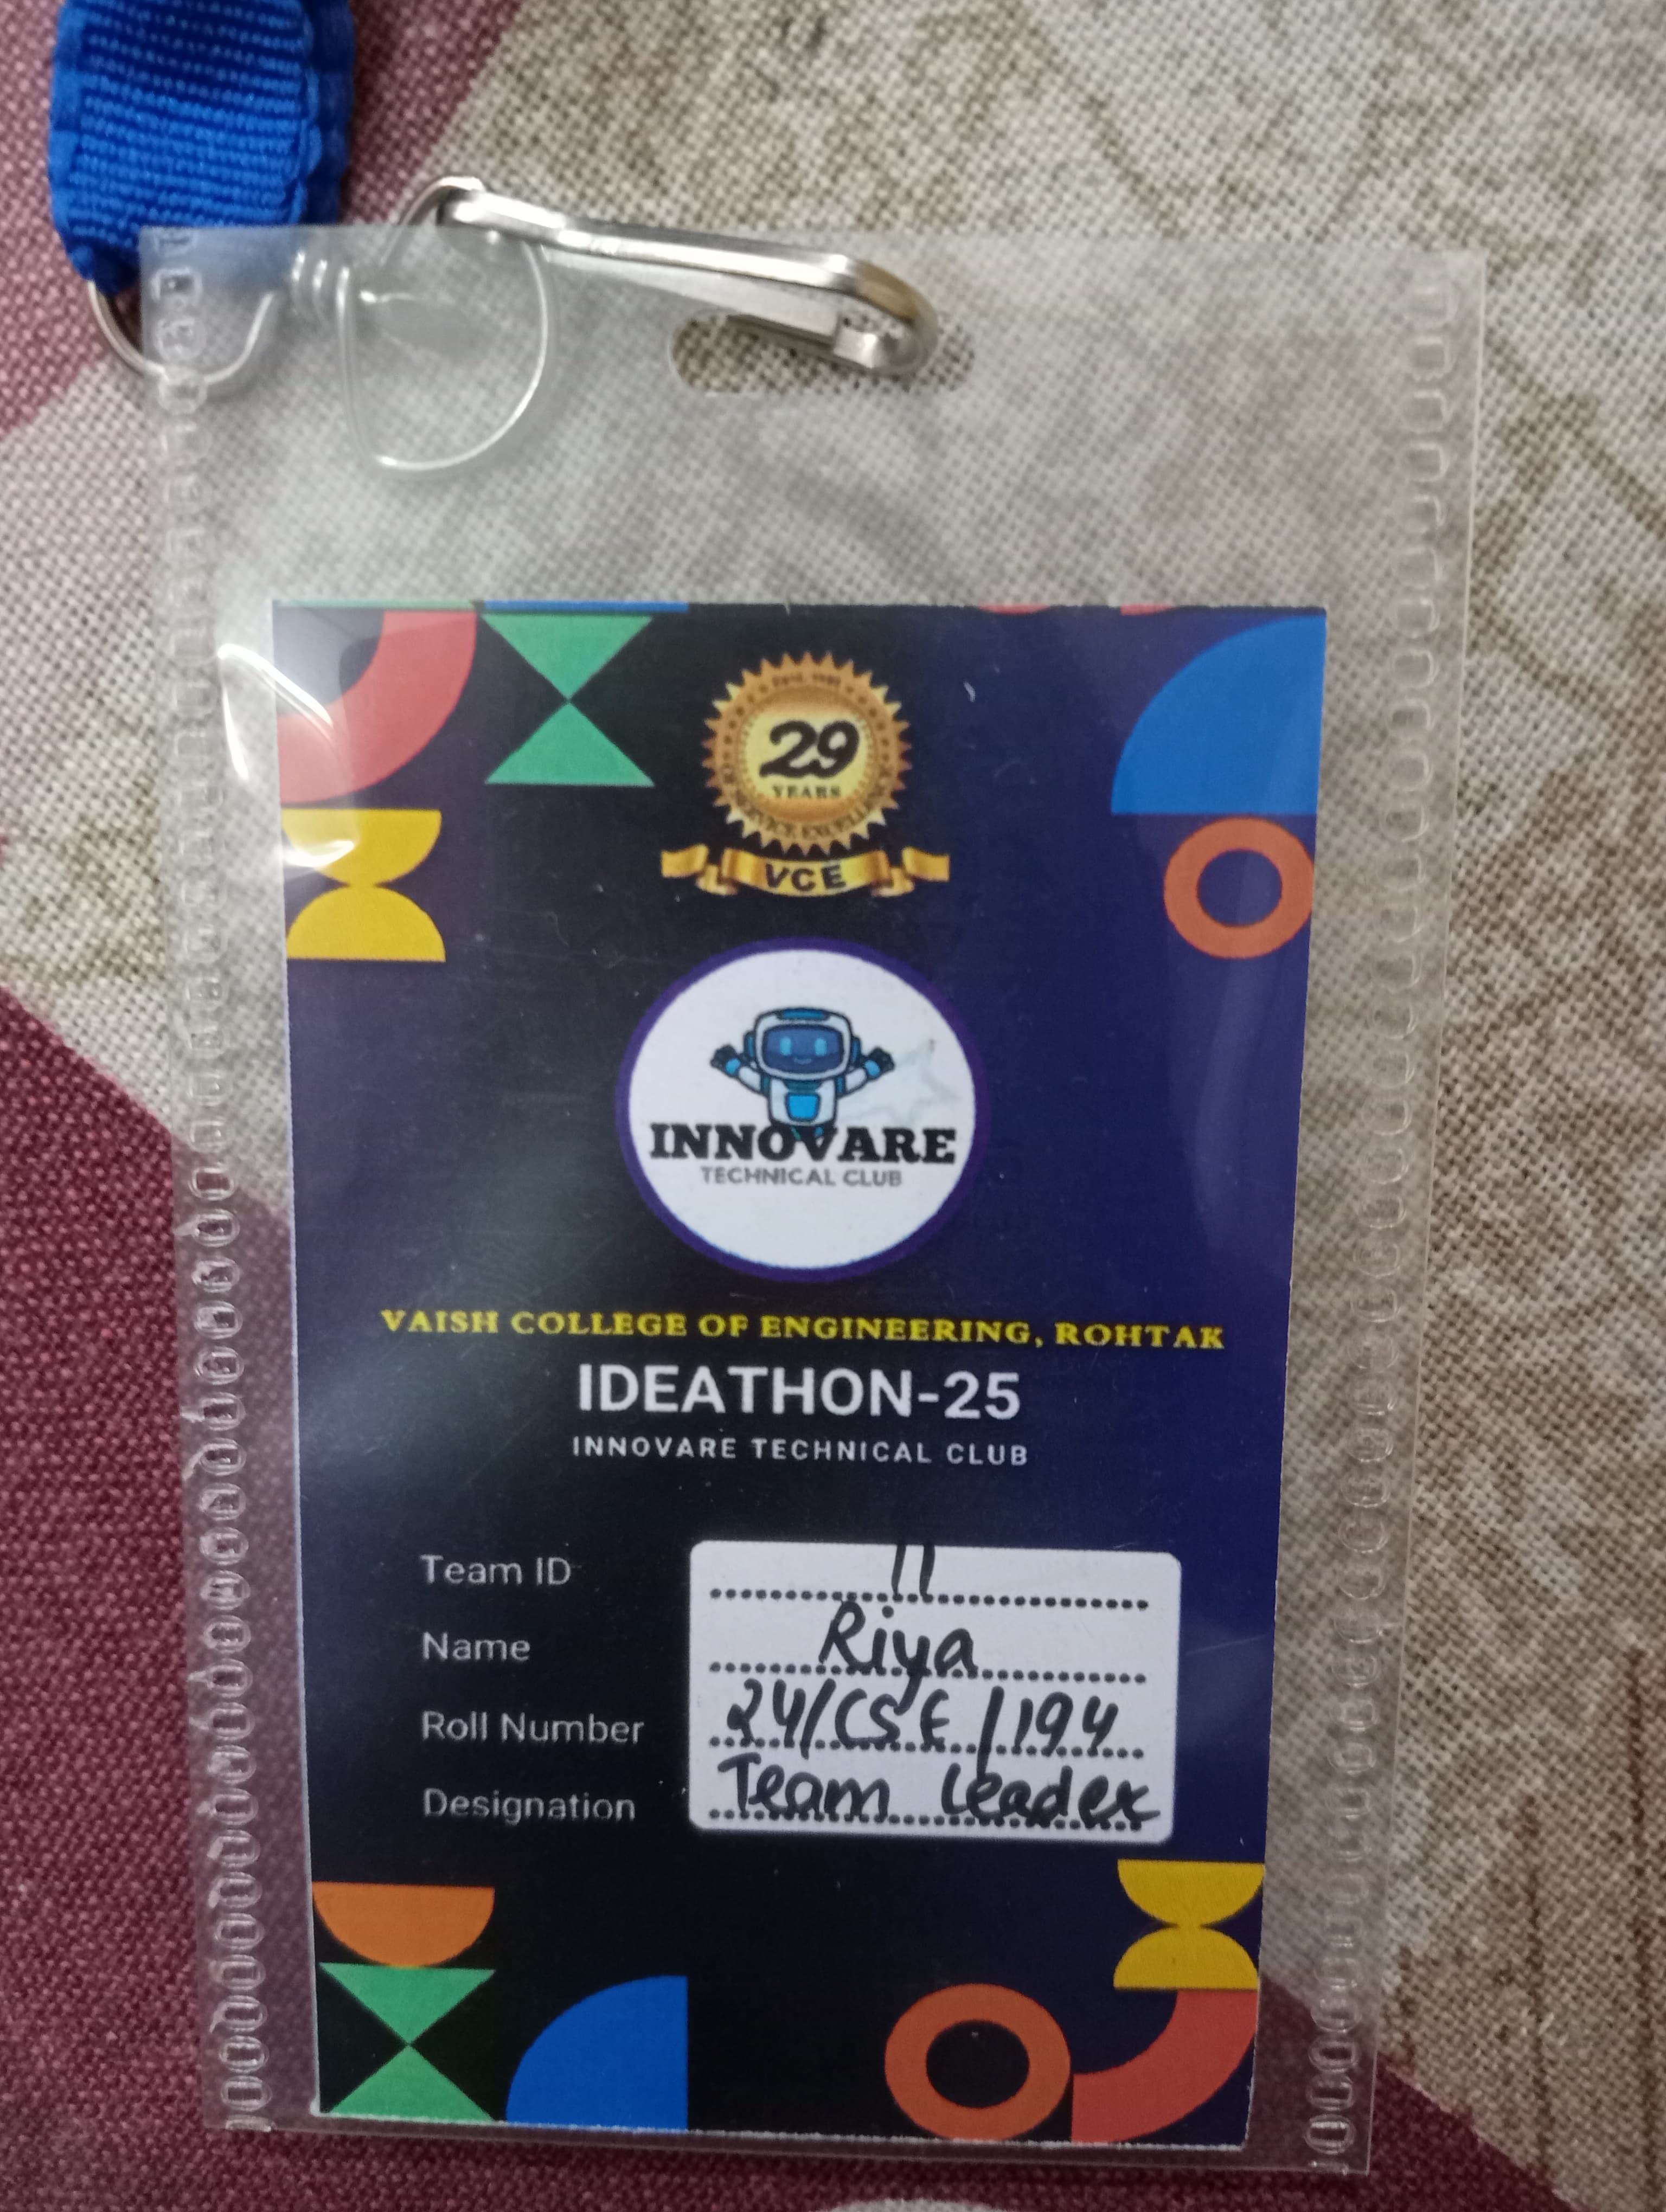 29
YEARS
VCE
INNOVARE
TECHNICAL CLUB
VAISH COLLEGE OF ENGINEERING, ROHTAK
IDEATHON-25
INNOVARE TECHNICAL CLUB
Team ID 11
Name Riya
Roll Number 24/CSE/194
Designation Team leader